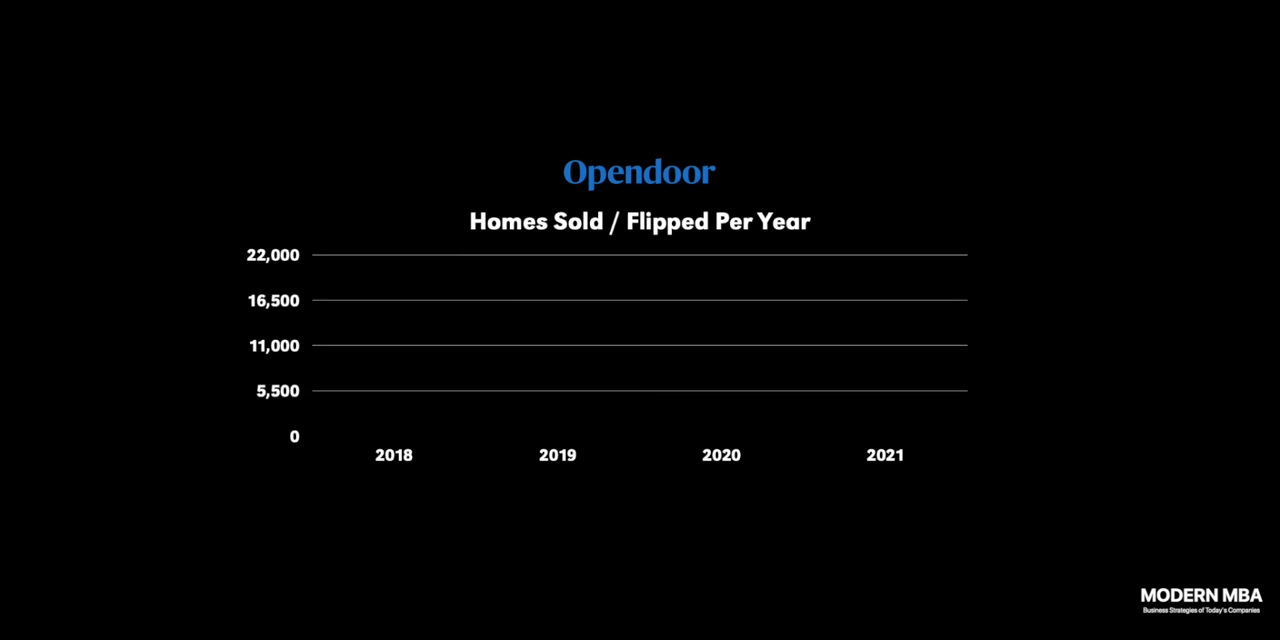 Opendoor
Homes Sold / Flipped Per Year
22,000
16,500
11,000
5,500
0
2018 2019 2020 2021
MODERN MBA
Business Strategies of Today's Companies